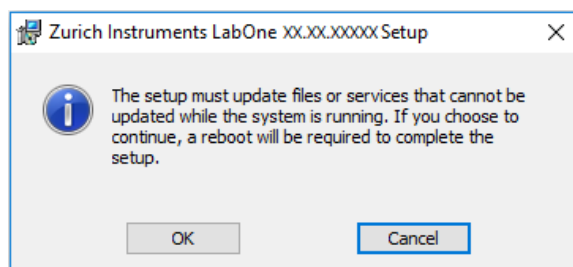 Zurich Instruments LabOne XX.XX.XXXXX Setup
The setup must update files or services that cannot be
updated while the system is running. If you choose to
continue, a reboot will be required to complete the
setup.
OK Cancel